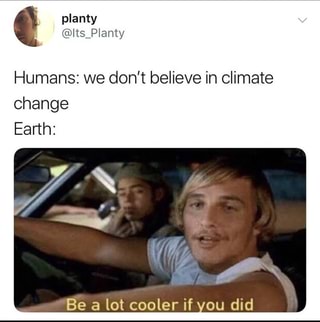 planty
@Its_Planty
Humans: we don't believe in climate
change
Earth:
Be a lot cooler if you did